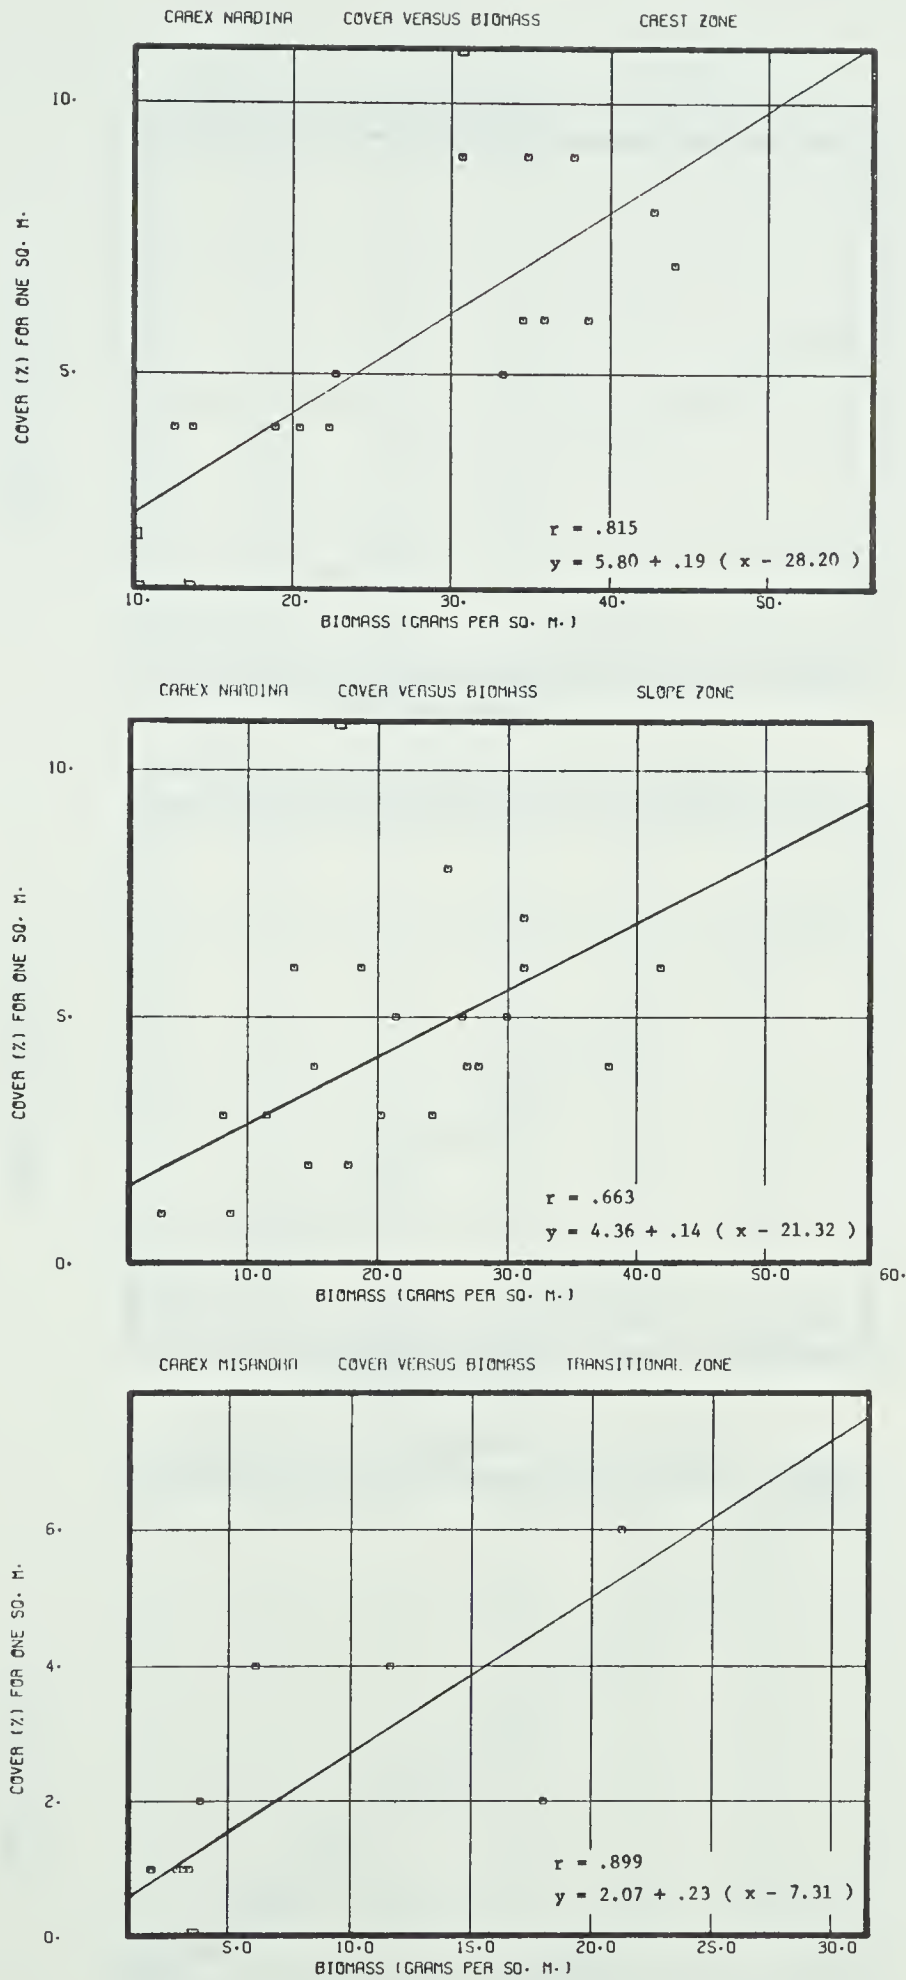 CAREX NARDINA COVER VERSUS BIOMASS CREST ZONE
10.
5.
COVER (%) FOR ONE SQ. M.
r = .815
y = 5.80 + .19 ( x - 28.20 )
10. 20. 30. 40. 50.
BIOMASS (GRAMS PER SQ. M.)
CAREX NARDINA COVER VERSUS BIOMASS SLOPE ZONE
10.
5.
0.
COVER (%) FOR ONE SQ. M.
r = .663
y = 4.36 + .14 ( x - 21.32 )
10.0 20.0 30.0 40.0 50.0 60.
BIOMASS (GRAMS PER SQ. M.)
CAREX MISANDRA COVER VERSUS BIOMASS TRANSITIONAL ZONE
6.
4.
2.
0.
COVER (%) FOR ONE SQ. M.
r = .899
y = 2.07 + .23 ( x - 7.31 )
5.0 10.0 15.0 20.0 25.0 30.0
BIOMASS (GRAMS PER SQ. M.)